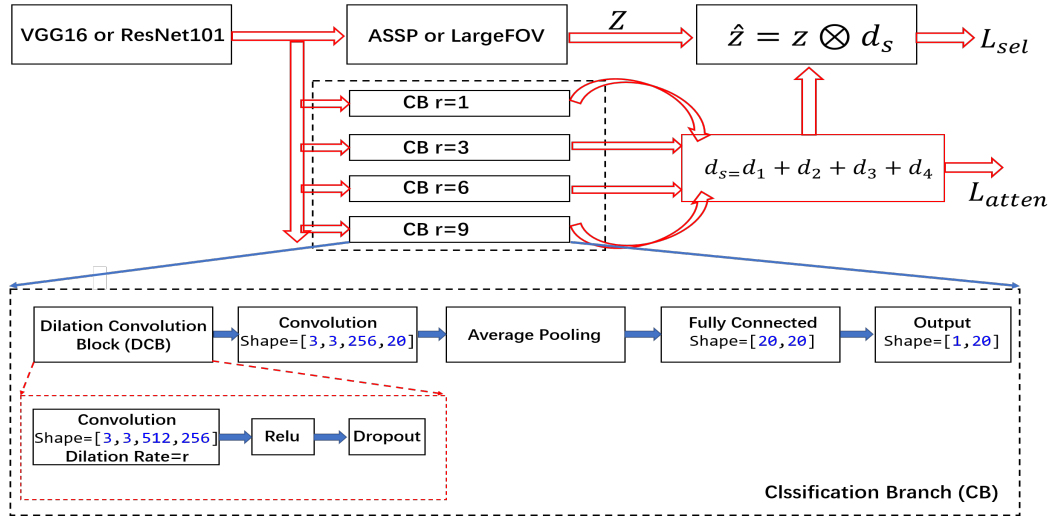 VGG16 or ResNet101
ASSP or LargeFOV
Z
ẑ = z ⊗ d_s
L_sel
CB r=1
CB r=3
CB r=6
CB r=9
d_{s=}d_1 + d_2 + d_3 + d_4
L_atten
Dilation Convolution
Block (DCB)
Convolution
Shape=[3,3,256,20]
Average Pooling
Fully Connected
Shape=[20,20]
Output
Shape=[1,20]
Convolution
Shape=[3,3,512,256]
Dilation Rate=r
Relu
Dropout
Clssification Branch (CB)